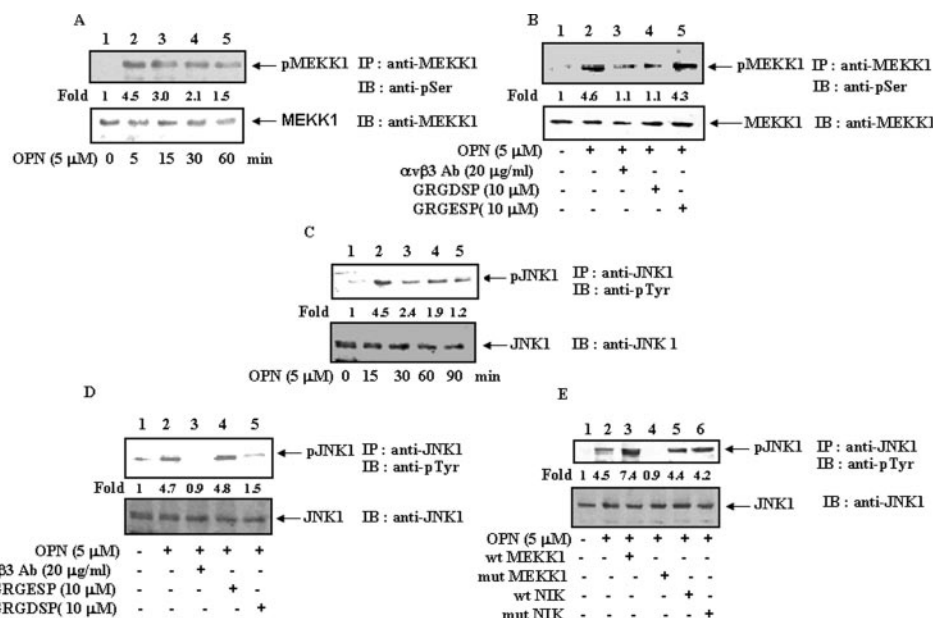 A
1 2 3 4 5
pMEKK1 IP : anti-MEKK1
IB : anti-pSer
Fold 1 4.5 3.0 2.1 1.5
MEKK1 IB : anti-MEKK1
OPN (5 µM) 0 5 15 30 60 min
B
1 2 3 4 5
pMEKK1 IP : anti-MEKK1
IB : anti-pSer
Fold 1 4.6 1.1 1.1 4.3
MEKK1 IB : anti-MEKK1
OPN (5 µM) - + + + +
αvβ3 Ab (20 µg/ml) - - + - -
GRGDSP (10 µM) - - - + -
GRGESP( 10 µM) - - - - +
C
1 2 3 4 5
pJNK1 IP : anti-JNK1
IB : anti-pTyr
Fold 1 4.5 2.4 1.9 1.2
JNK1 IB : anti-JNK 1
OPN (5 µM) 0 15 30 60 90 min
D
1 2 3 4 5
pJNK1 IP : anti-JNK1
IB : anti-pTyr
Fold 1 4.7 0.9 4.8 1.5
JNK1 IB : anti-JNK1
OPN (5 µM) - + + + +
β3 Ab (20 µg/ml) - - + - -
RGESP (10 µM) - - - + -
RGDSP( 10 µM) - - - - +
E
1 2 3 4 5 6
pJNK1 IP : anti-JNK1
IB : anti-pTyr
Fold 1 4.5 7.4 0.9 4.4 4.2
JNK1 IB : anti-JNK1
OPN (5 µM) - + + + + +
wt MEKK1 - - + - - -
mut MEKK1 - - - + - -
wt NIK - - - - + -
mut NIK - - - - - +